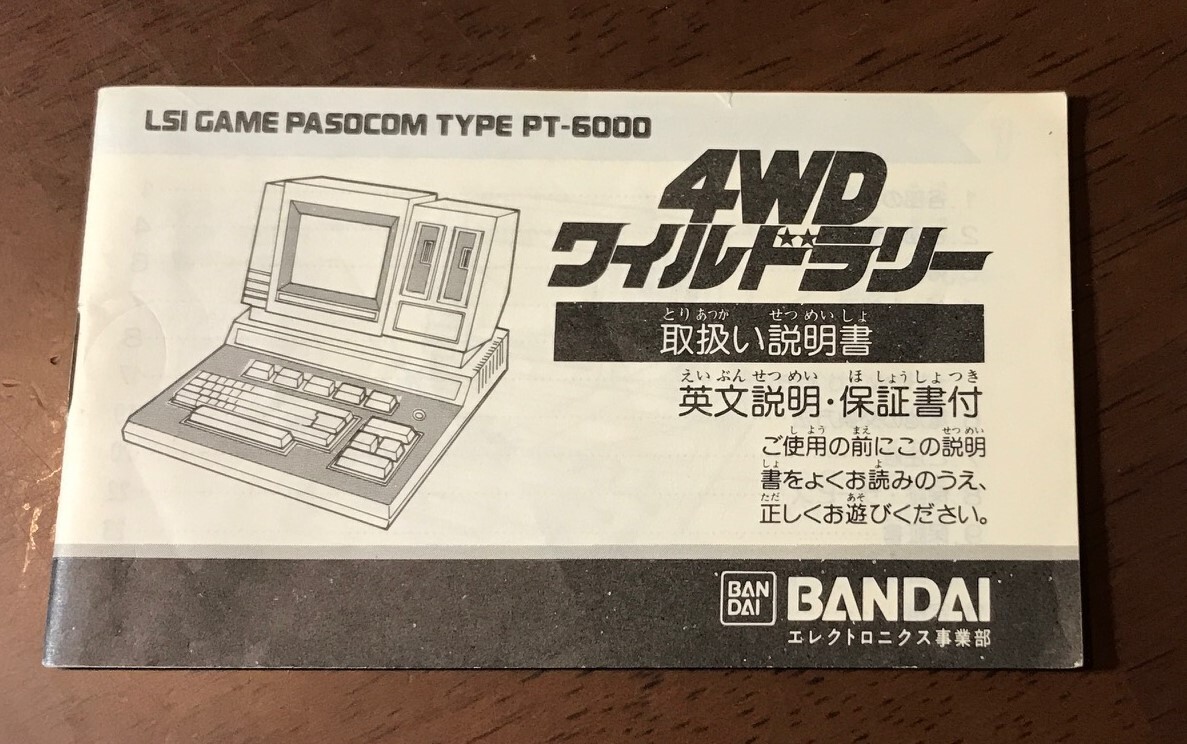 LSI GAME PASOCOM TYPE PT-6000
4WD
ワイルドラリー
とりあつか せつめいしょ
取扱い説明書
えいぶんせつめい ほしょうしょつき
英文説明・保証書付
しよう まえ せつめい
ご使用の前にこの説明
しょ よ
書をよくお読みのうえ、
ただ あそ
正しくお遊びください。
BAN
DAI
BANDAI
エレクトロニクス事業部